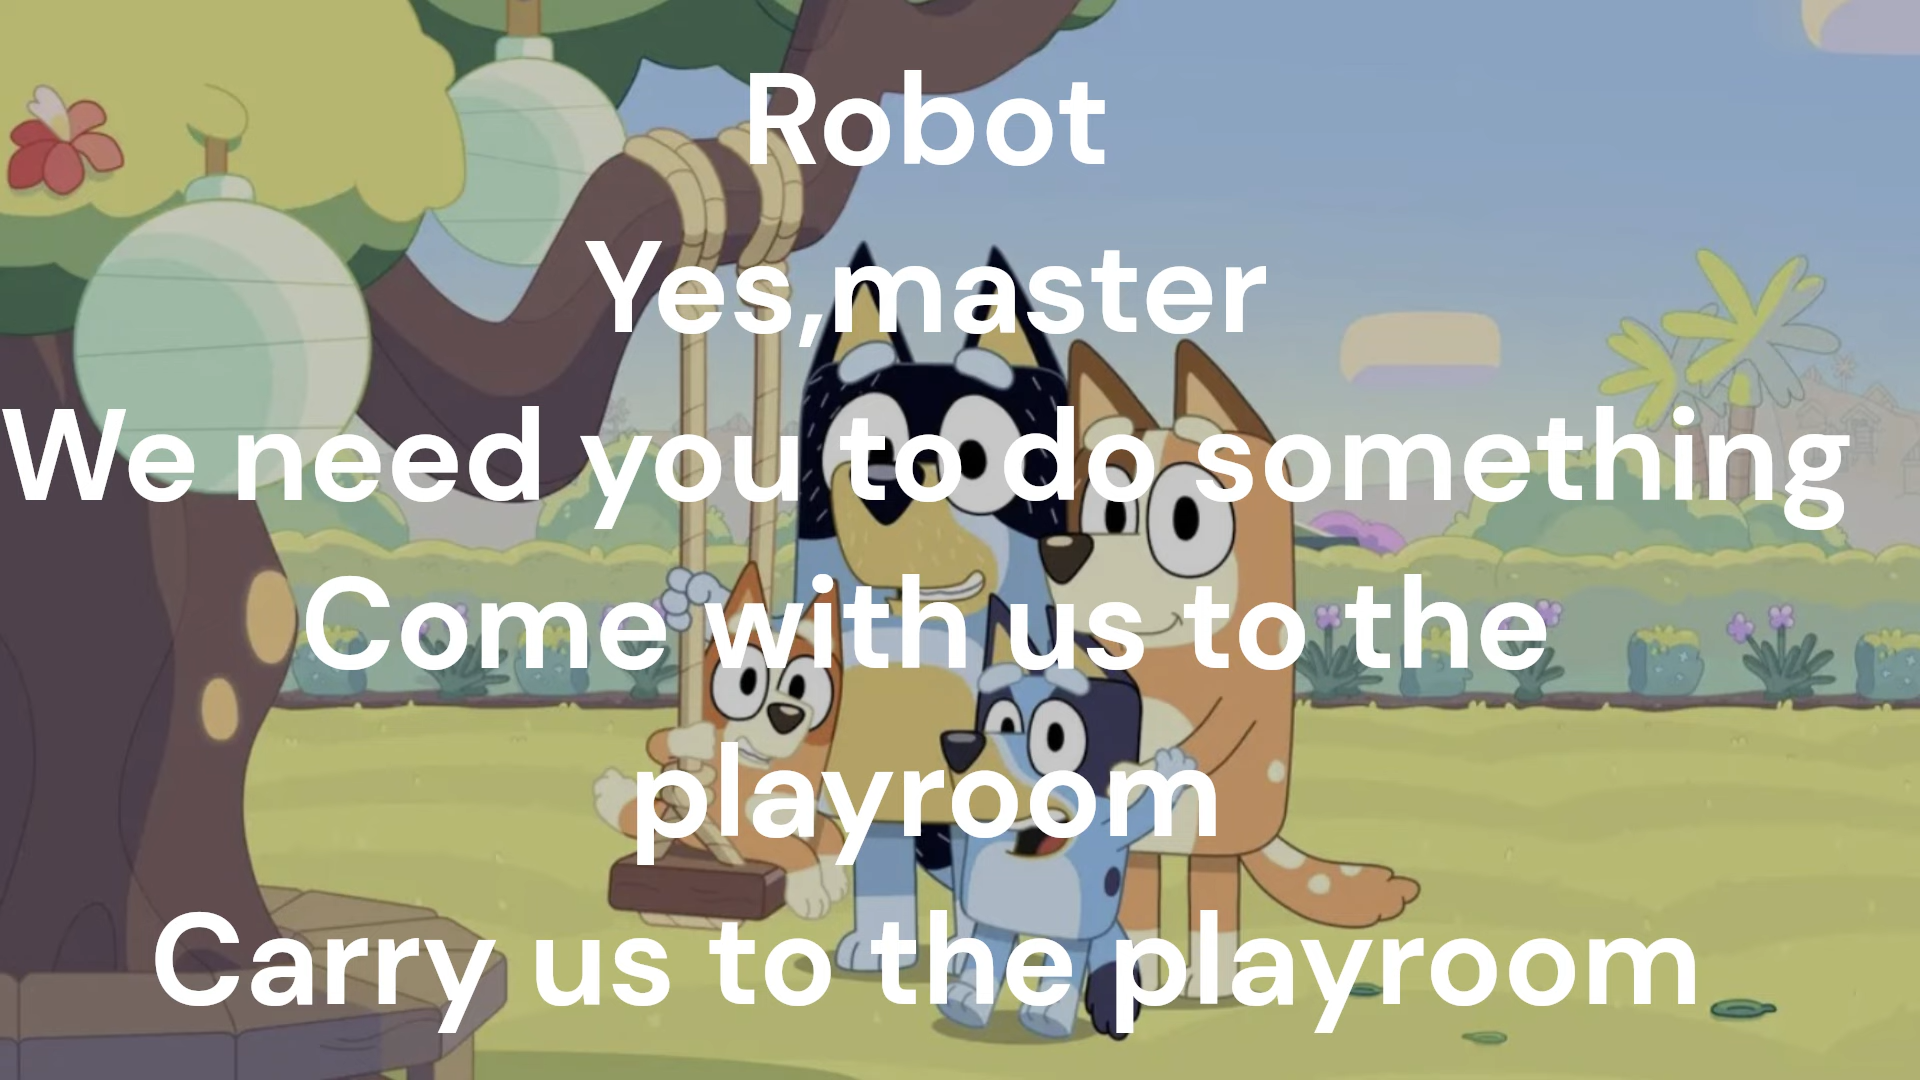 Robot
Yes,master
We need you to do something
Come with us to the
playroom
Carry us to the playroom